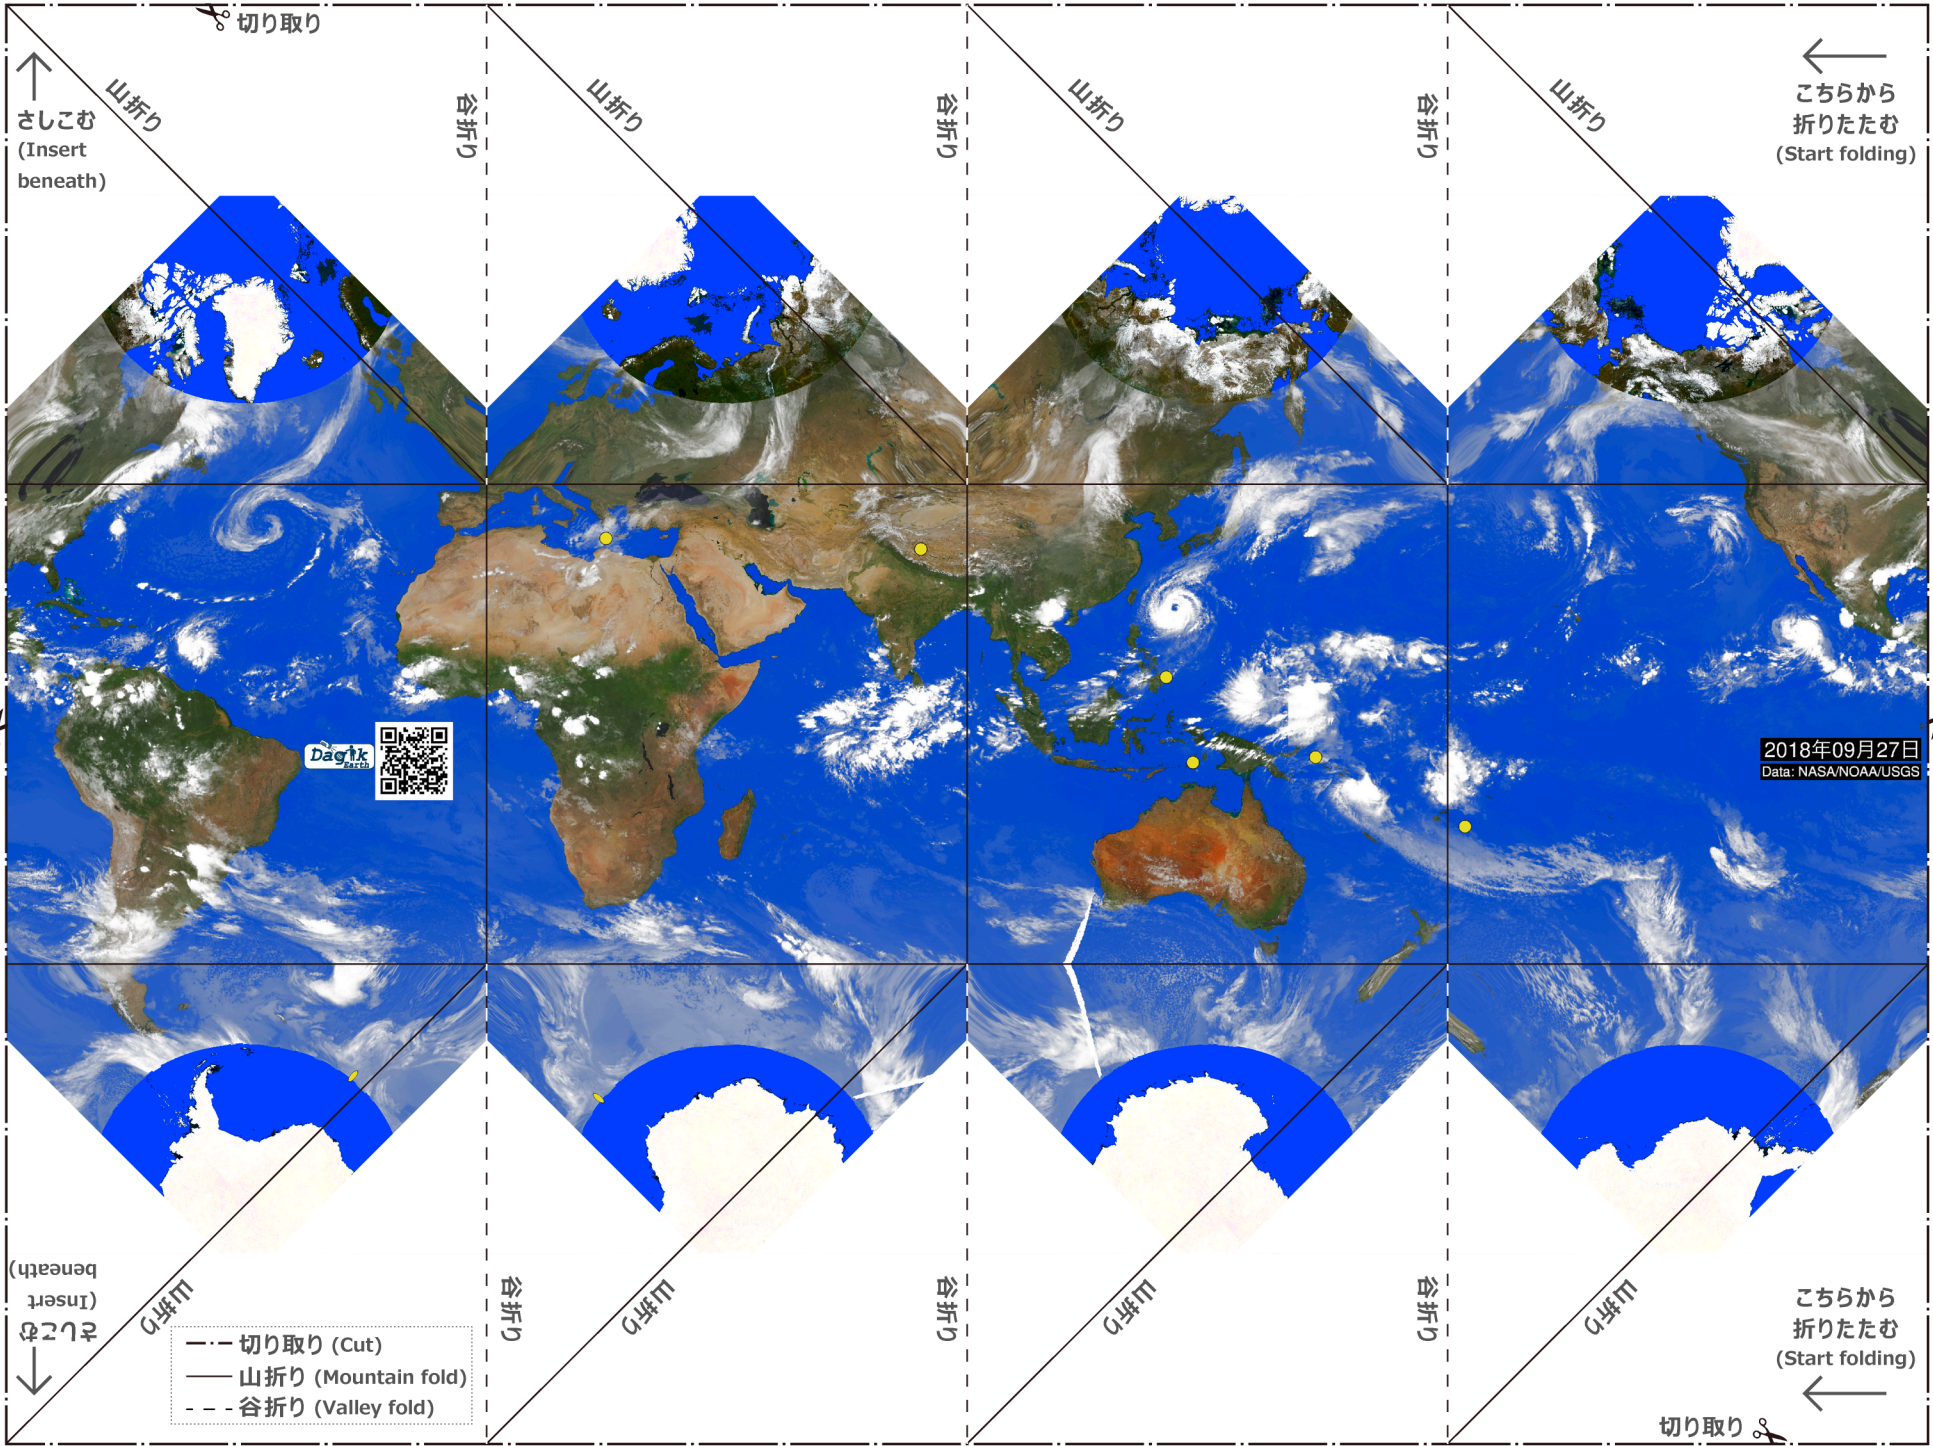 切り取り
さしこむ
(Insert
beneath)
山折り
谷折り
山折り
谷折り
山折り
谷折り
山折り
こちらから
折りたたむ
(Start folding)
Dagik
Earth
2018年09月27日
Data: NASA/NOAA/USGS
さしこむ
(Insert
beneath)
山折り
谷折り
山折り
谷折り
山折り
谷折り
山折り
こちらから
折りたたむ
(Start folding)
切り取り (Cut)
山折り (Mountain fold)
谷折り (Valley fold)
切り取り